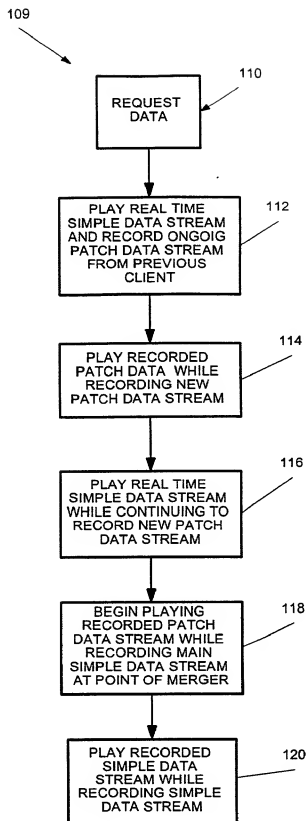 109
110
REQUEST
DATA
PLAY REAL TIME
SIMPLE DATA STREAM
AND RECORD ONGOIG
PATCH DATA STREAM
FROM PREVIOUS
CLIENT
112
PLAY RECORDED
PATCH DATA WHILE
RECORDING NEW
PATCH DATA STREAM
114
PLAY REAL TIME
SIMPLE DATA STREAM
WHILE CONTINUING TO
RECORD NEW PATCH
DATA STREAM
116
BEGIN PLAYING
RECORDED PATCH
DATA STREAM WHILE
RECORDING MAIN
SIMPLE DATA STREAM
AT POINT OF MERGER
118
PLAY RECORDED
SIMPLE DATA
STREAM WHILE
RECORDING SIMPLE
DATA STREAM
120